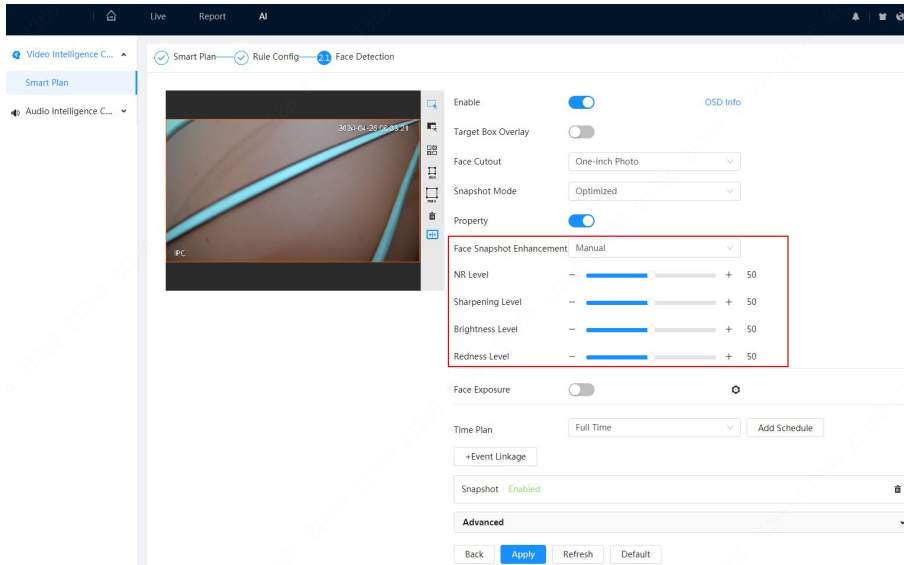 Live Report AI
Video Intelligence C...
Smart Plan
Audio Intelligence C...
Smart Plan Rule Config 2.1 Face Detection
IPC
Enable OSD Info
Target Box Overlay
Face Cutout One-inch Photo
Snapshot Mode Optimized
Property
Face Snapshot Enhancement Manual
NR Level - + 50
Sharpening Level - + 50
Brightness Level - + 50
Redness Level - + 50
Face Exposure
Time Plan Full Time Add Schedule
+Event Linkage
Snapshot Enabled
Advanced
Back Apply Refresh Default